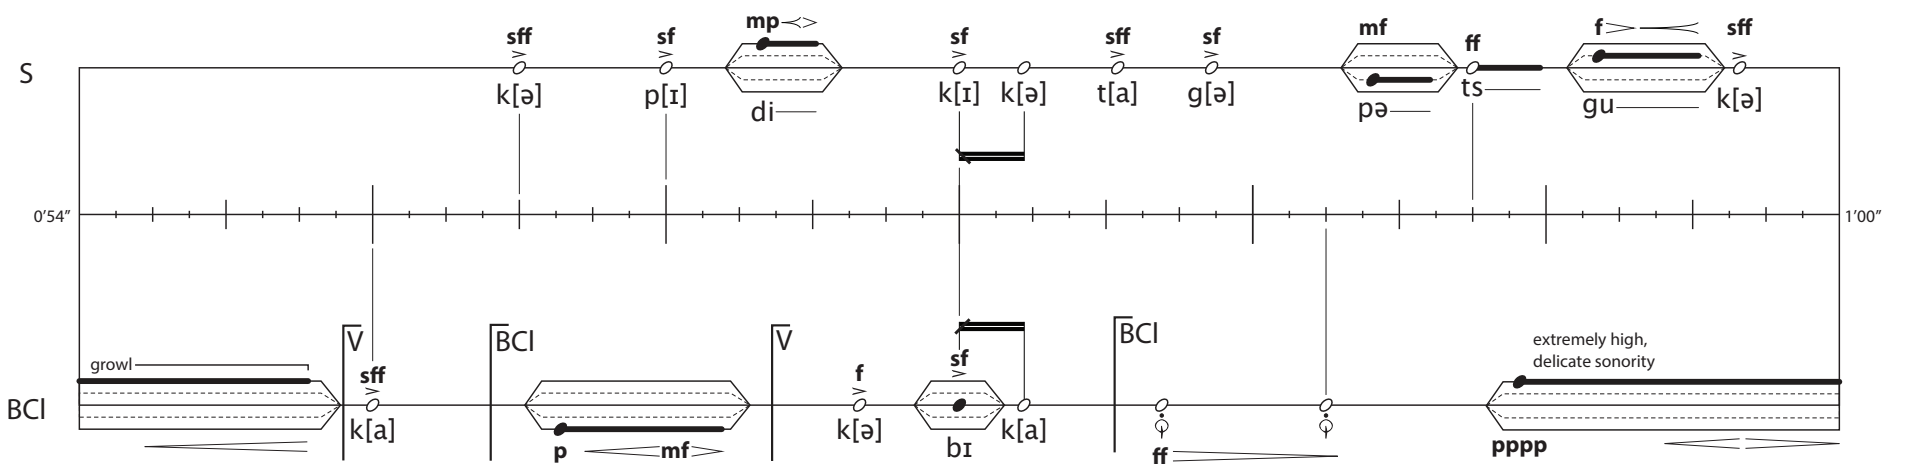 mp
sff sf sf sff sf mf ff f sff
S
k[ə] p[ɪ] di k[ɪ] k[ə] t[a] g[ə] pə ts gu k[ə]
0'54" 1'00"
V BCl V BCl
growl
extremely high,
delicate sonority
sff f sf
BCl
k[a] k[ə] bɪ k[a]
p mf ff pppp